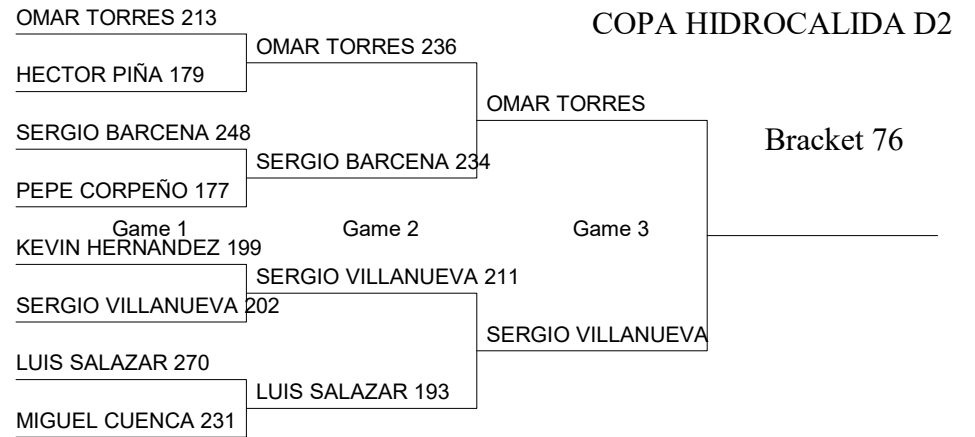 COPA HIDROCALIDA D2
Bracket 76
OMAR TORRES 213
HECTOR PIÑA 179
SERGIO BARCENA 248
PEPE CORPEÑO 177
Game 1
KEVIN HERNANDEZ 199
SERGIO VILLANUEVA 202
LUIS SALAZAR 270
MIGUEL CUENCA 231
OMAR TORRES 236
SERGIO BARCENA 234
Game 2
SERGIO VILLANUEVA 211
LUIS SALAZAR 193
OMAR TORRES
Game 3
SERGIO VILLANUEVA